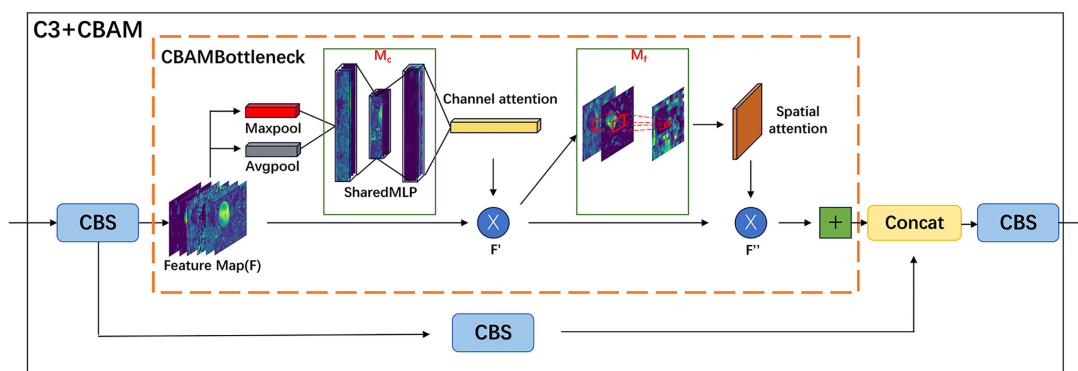 C3+CBAM
CBAMBottleneck
Mc
Mf
Maxpool
Channel attention
Spatial
attention
Avgpool
SharedMLP
CBS
X
X
+
Concat
CBS
Feature Map(F)
F'
F''
CBS